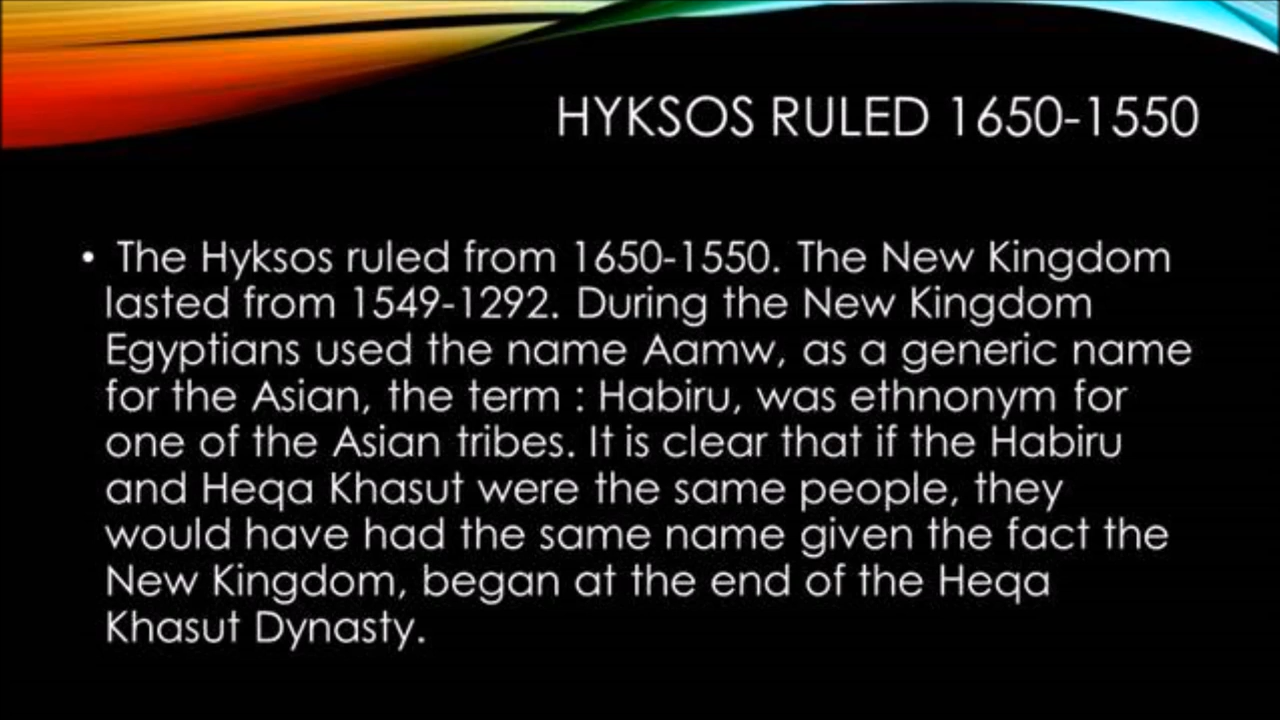 HYKSOS RULED 1650-1550
• The Hyksos ruled from 1650-1550. The New Kingdom
lasted from 1549-1292. During the New Kingdom
Egyptians used the name Aamw, as a generic name
for the Asian, the term : Habiru, was ethnonym for
one of the Asian tribes. It is clear that if the Habiru
and Heqa Khasut were the same people, they
would have had the same name given the fact the
New Kingdom, began at the end of the Heqa
Khasut Dynasty.